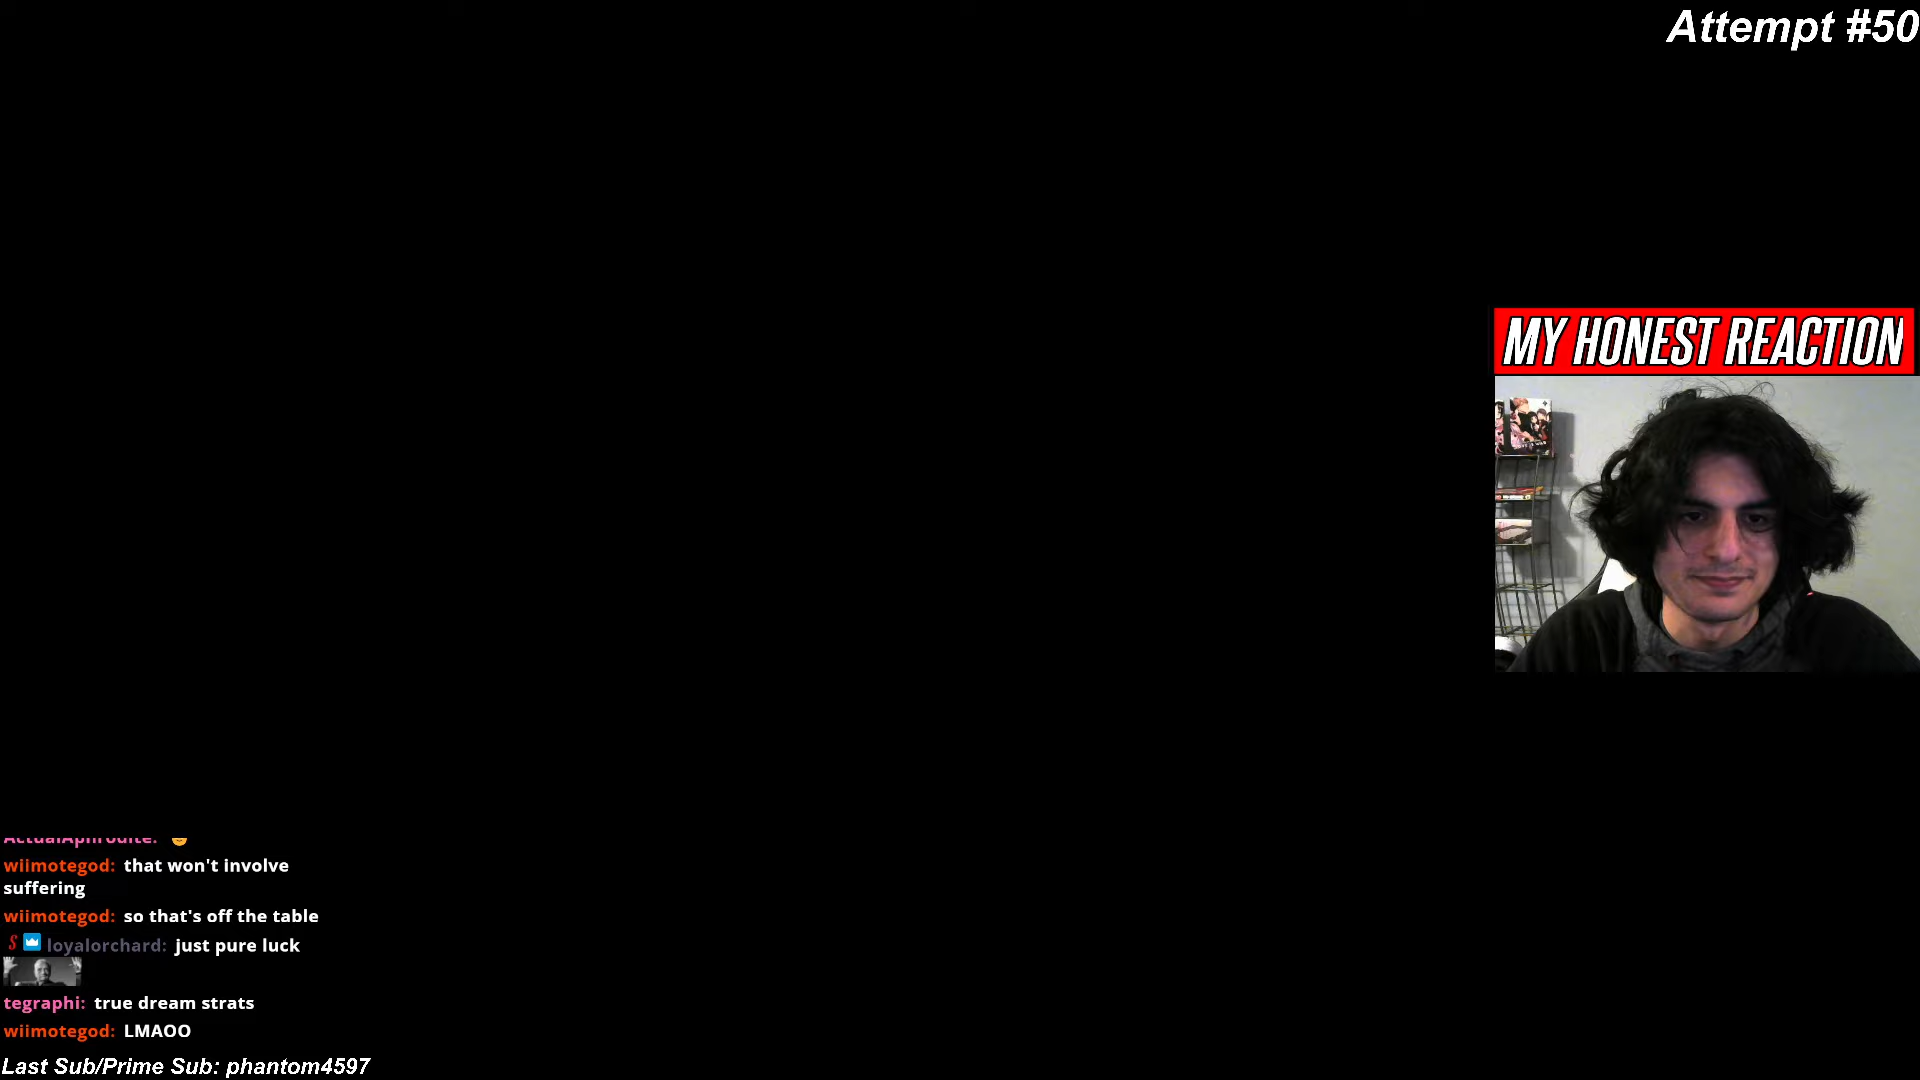 Attempt #50
MY HONEST REACTION
ActualAphrodite:
wiimotegod: that won't involve
suffering
wiimotegod: so that's off the table
loyalorchard: just pure luck
tegraphi: true dream strats
wiimotegod: LMAOO
Last Sub/Prime Sub: phantom4597